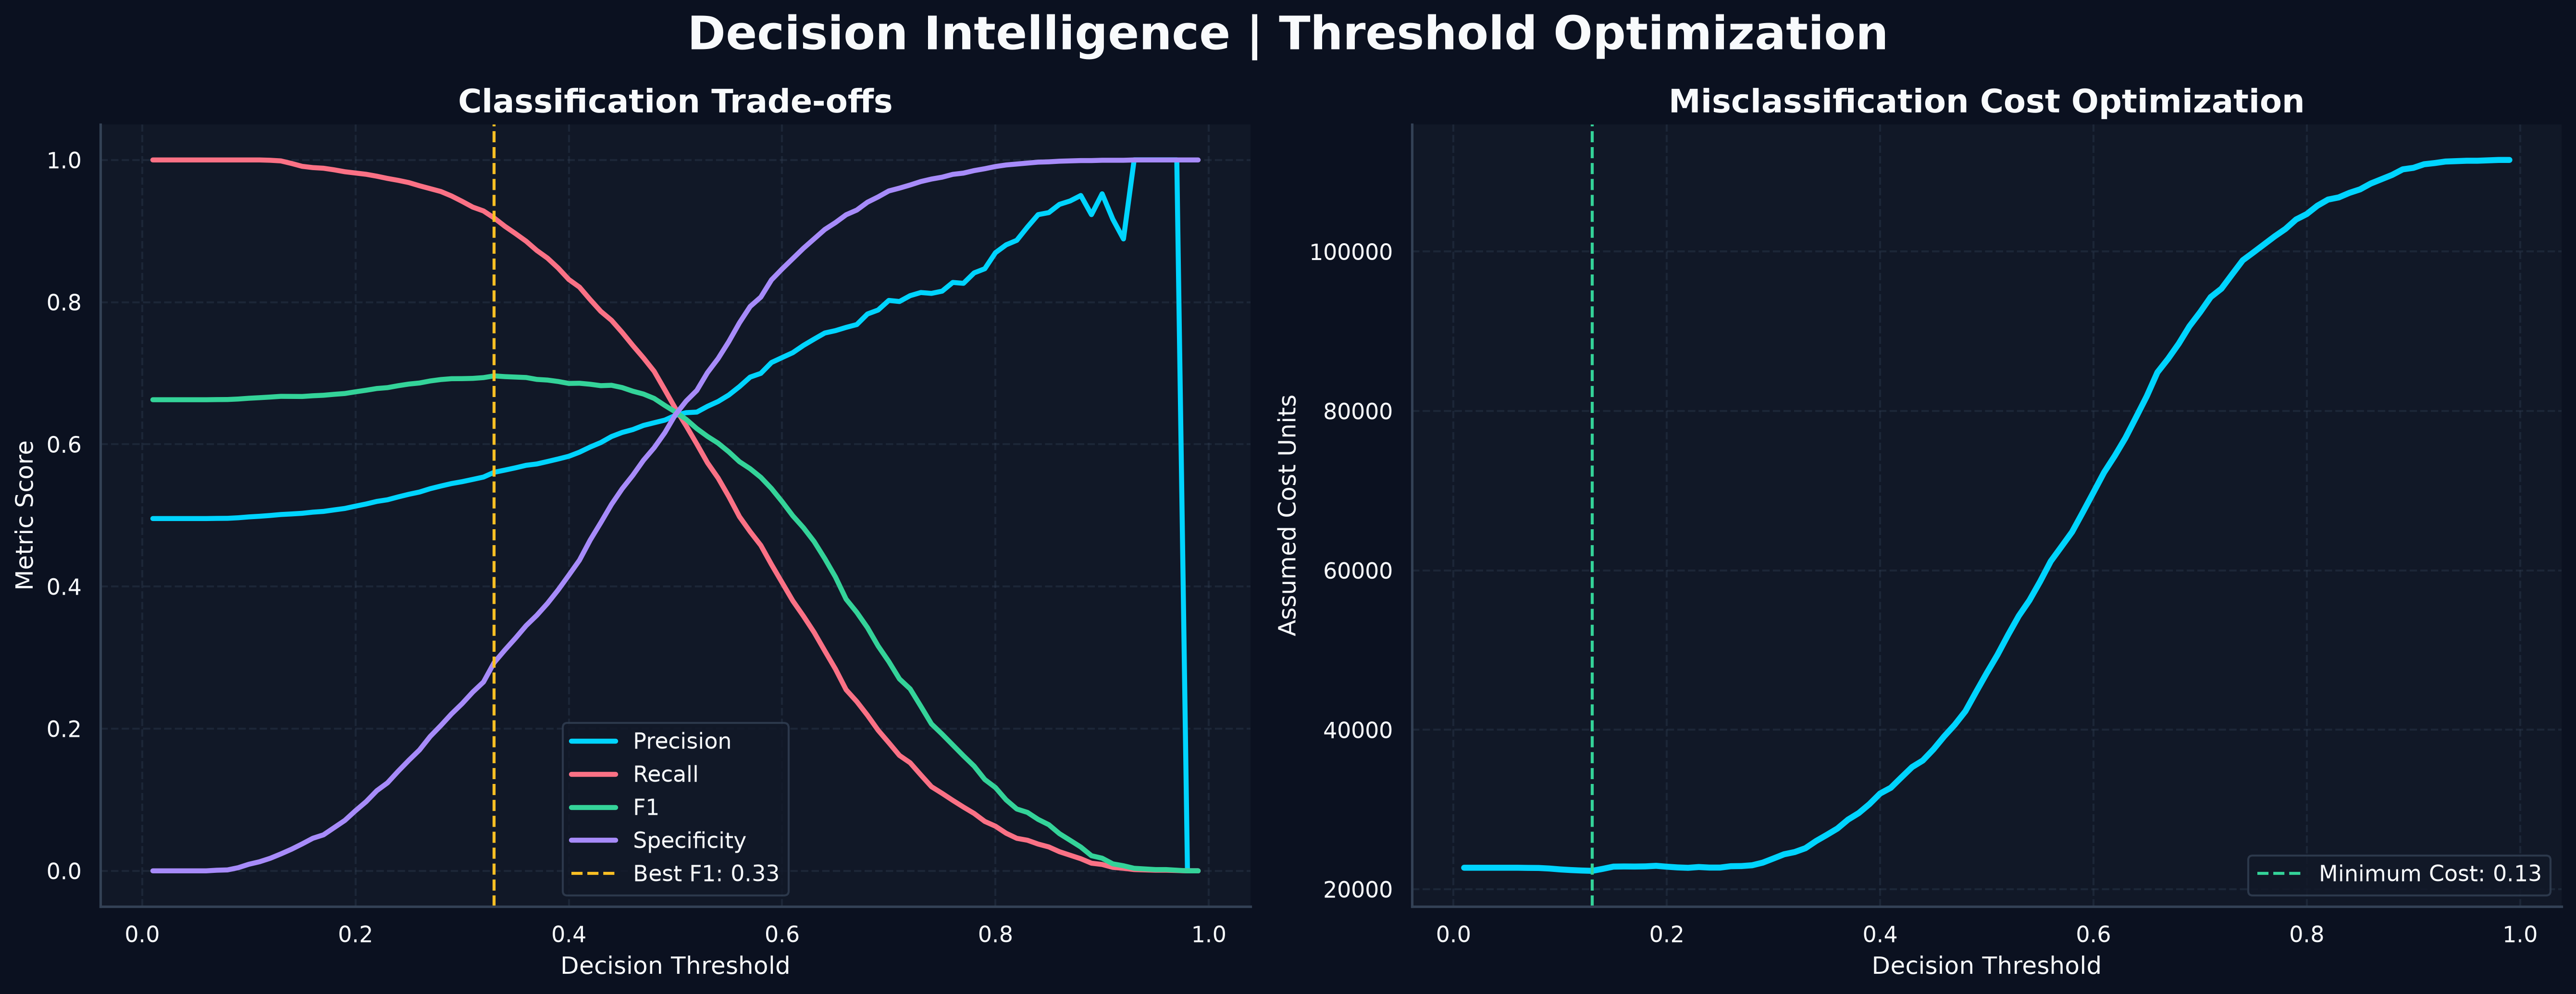 Decision Intelligence | Threshold Optimization
Classification Trade-offs
Metric Score
1.0
0.8
0.6
0.4
0.2
0.0
Precision
Recall
F1
Specificity
Best F1: 0.33
0.0 0.2 0.4 0.6 0.8 1.0
Decision Threshold
Misclassification Cost Optimization
Assumed Cost Units
100000
80000
60000
40000
20000
Minimum Cost: 0.13
0.0 0.2 0.4 0.6 0.8 1.0
Decision Threshold